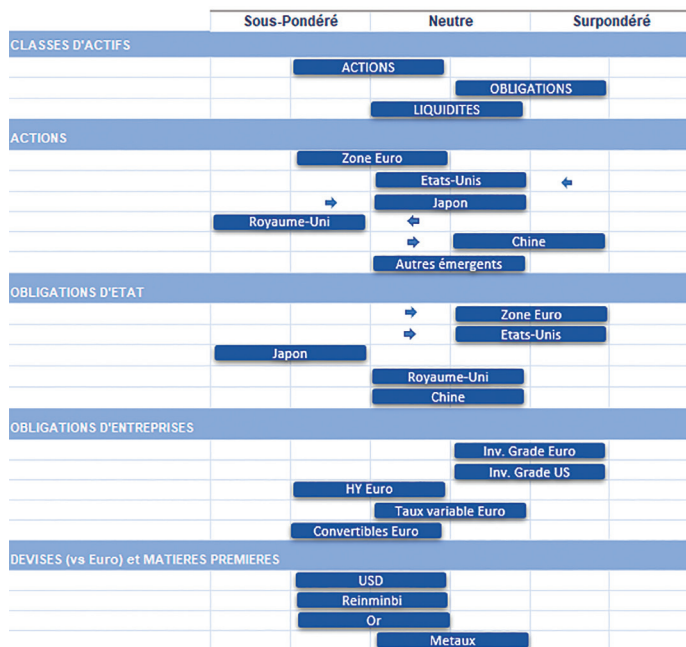 Sous-Pondéré Neutre Surpondéré
CLASSES D'ACTIFS
ACTIONS
OBLIGATIONS
LIQUIDITES
ACTIONS
Zone Euro
Etats-Unis
Japon
Royaume-Uni
Chine
Autres émergents
OBLIGATIONS D'ETAT
Zone Euro
Etats-Unis
Japon
Royaume-Uni
Chine
OBLIGATIONS D'ENTREPRISES
Inv. Grade Euro
Inv. Grade US
HY Euro
Taux variable Euro
Convertibles Euro
DEVISES (vs Euro) et MATIERES PREMIERES
USD
Reinminbi
Or
Metaux